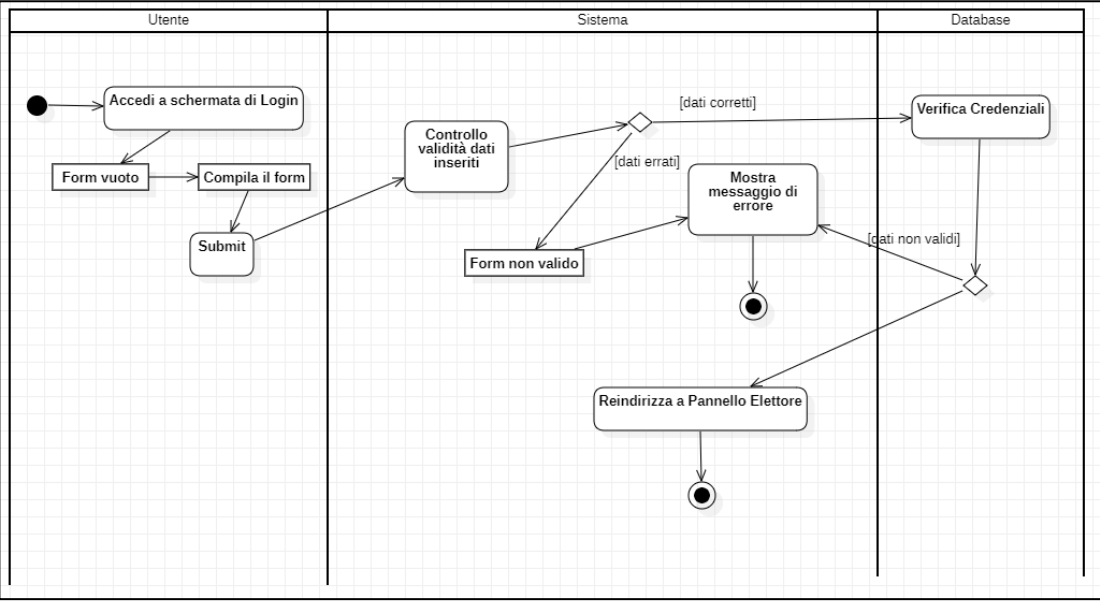 Utente
Sistema
Database
Accedi a schermata di Login
Form vuoto
Compila il form
Submit
Controllo
validità dati
inseriti
[dati corretti]
[dati errati]
Form non valido
Mostra
messaggio di
errore
Verifica Credenziali
[dati non validi]
Reindirizza a Pannello Elettore